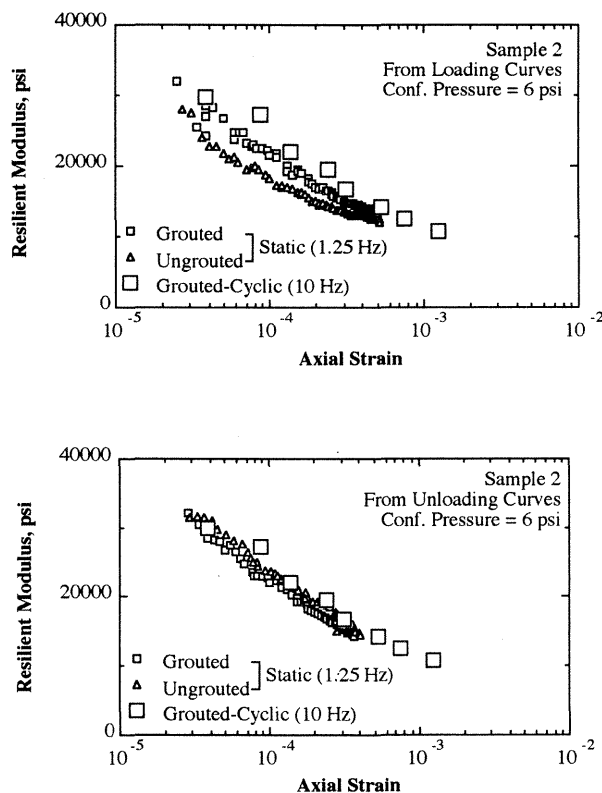 40000
Sample 2
From Loading Curves
Conf. Pressure = 6 psi
Resilient Modulus, psi
20000
Grouted
Static (1.25 Hz)
Ungrouted
Grouted-Cyclic (10 Hz)
0
10-5
10-4
10-3
10-2
Axial Strain
40000
Sample 2
From Unloading Curves
Conf. Pressure = 6 psi
Resilient Modulus, psi
20000
Grouted
Static (1.25 Hz)
Ungrouted
Grouted-Cyclic (10 Hz)
0
10-5
10-4
10-3
10-2
Axial Strain